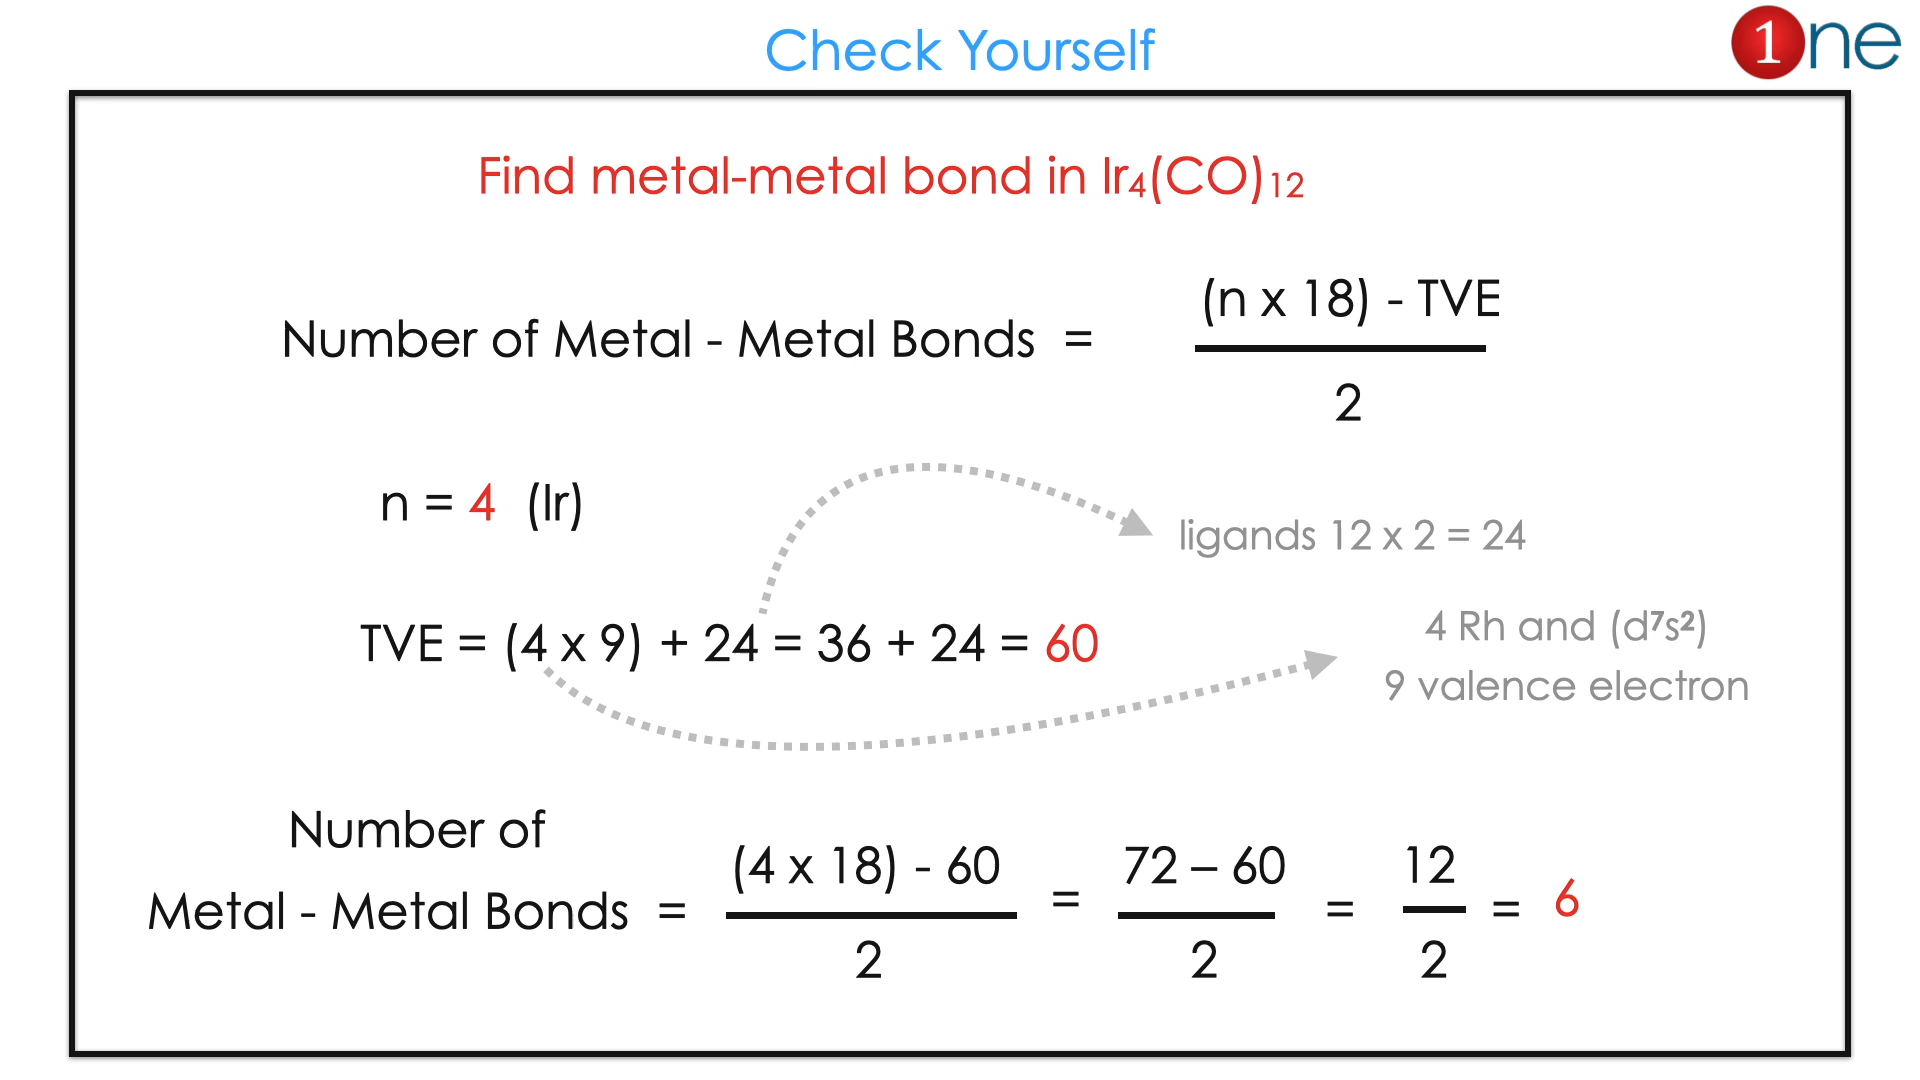 Check Yourself
1ne
Find metal-metal bond in Ir₄(CO)₁₂
(n x 18) - TVE
Number of Metal - Metal Bonds =
2
n = 4 (Ir)
ligands 12 x 2 = 24
4 Rh and (d⁷s²)
9 valence electron
TVE = (4 x 9) + 24 = 36 + 24 = 60
Number of
Metal - Metal Bonds =
(4 x 18) - 60
2
=
72 – 60
2
=
12
2
= 6